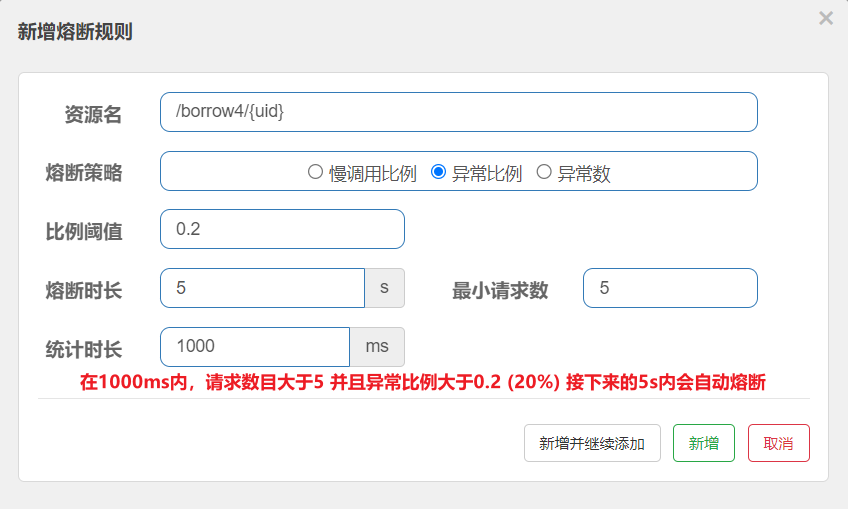 新增熔断规则
×
资源名 /borrow4/{uid}
熔断策略 慢调用比例 异常比例 异常数
比例阈值 0.2
熔断时长 5 s 最小请求数 5
统计时长 1000 ms
在1000ms内，请求数目大于5 并且异常比例大于0.2 (20%) 接下来的5s内会自动熔断
新增并继续添加 新增 取消